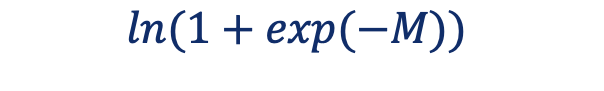 ln(1 + exp(−M))